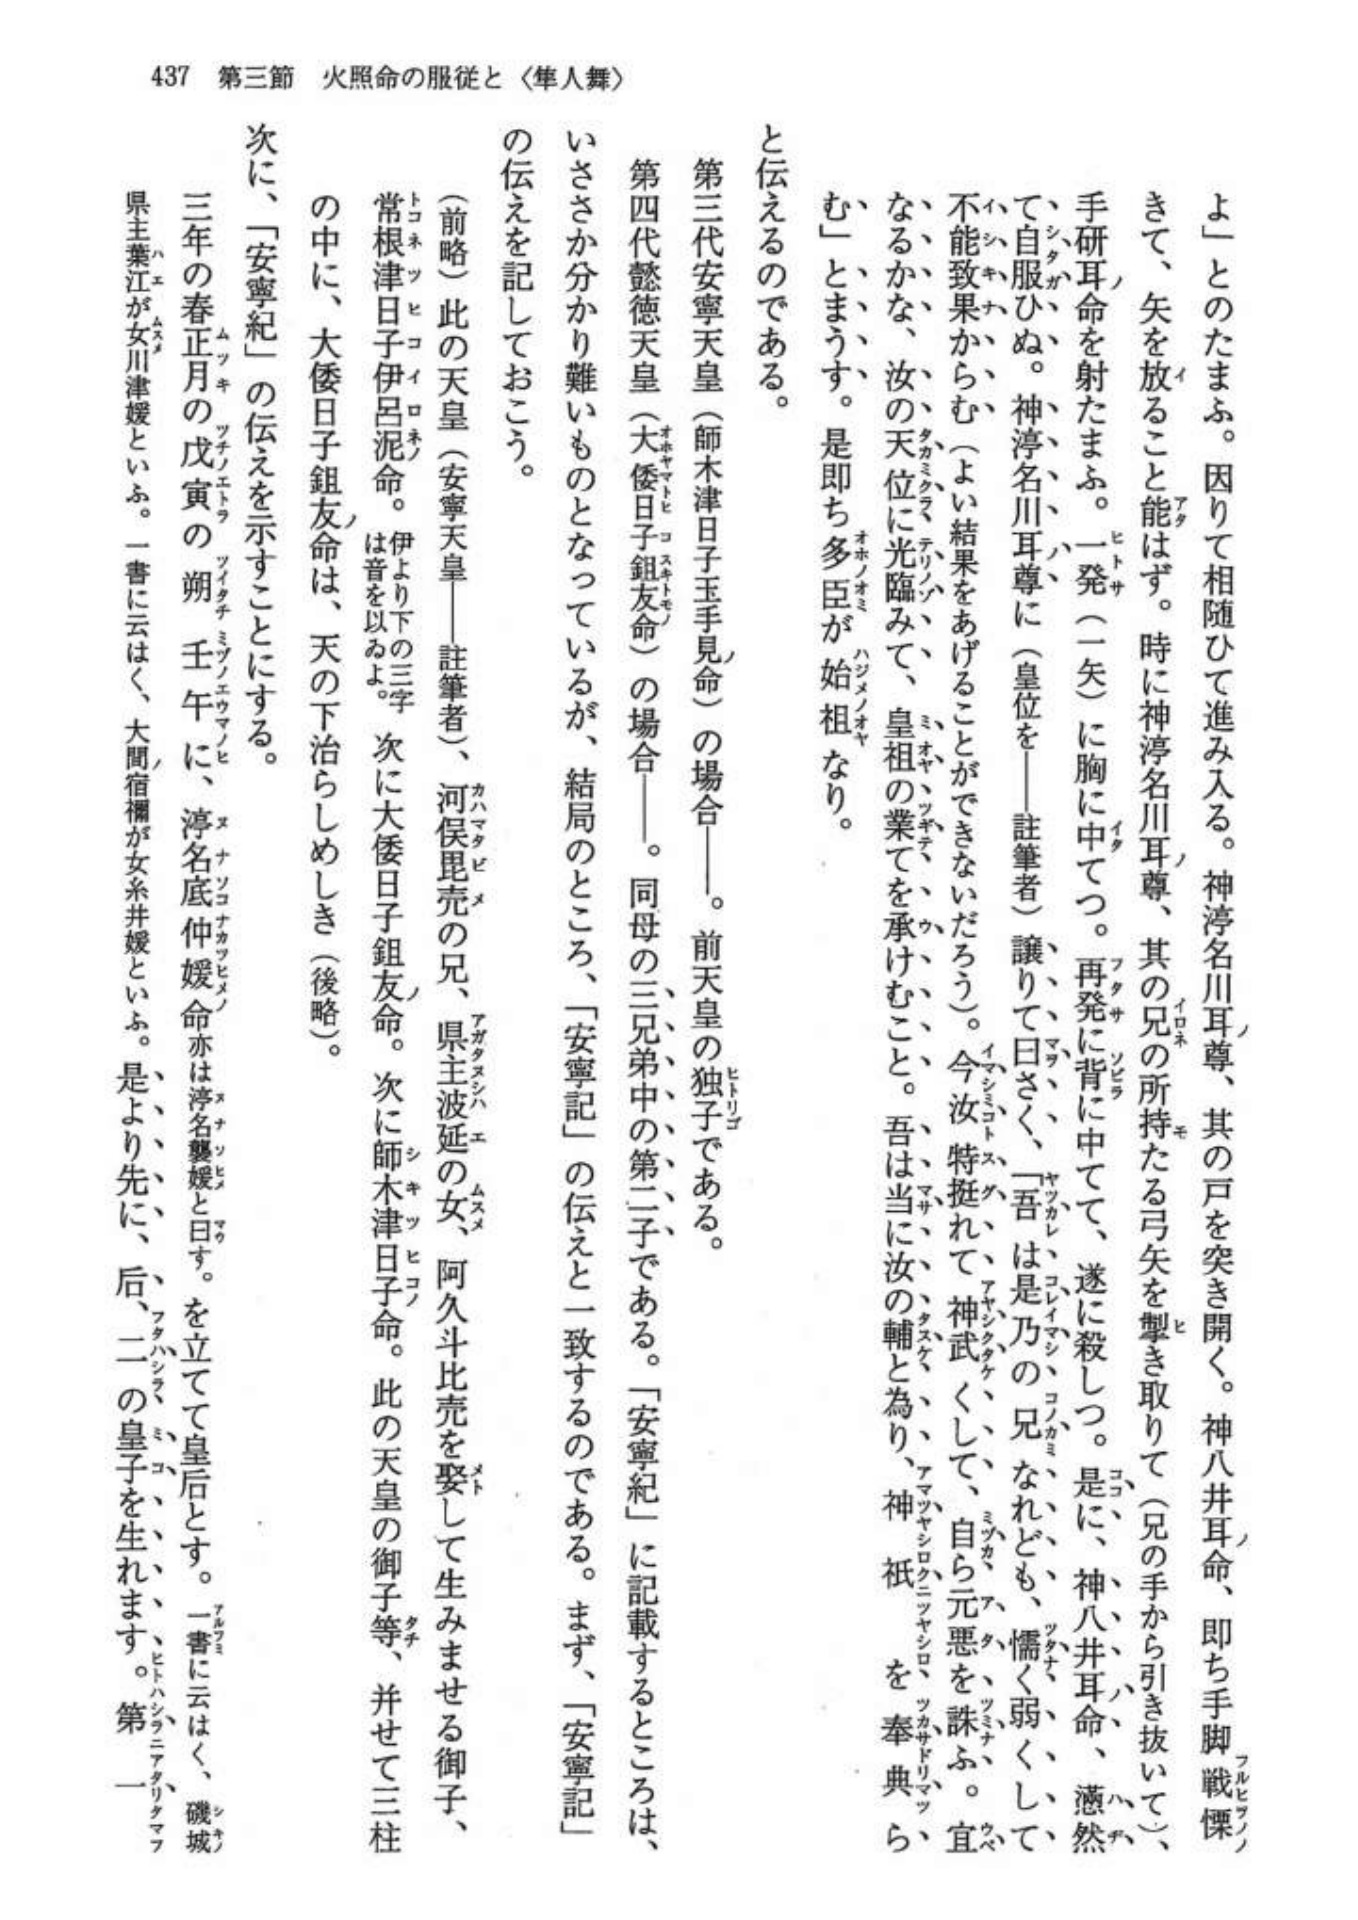 437 第三節 火照命の服従と〈隼人舞〉
よ」とのたまふ。因りて相随ひて進み入る。神渟名川耳尊、其の戸を突き開く。神八井耳命、即ち手脚戦慄
きて、矢を放ること能はず。時に神渟名川耳尊、其の兄の所持たる弓矢を掣き取りて（兄の手から引き抜いて）、
手研耳命を射たまふ。一発（一矢）に胸に中てつ。再発に背に中てて、遂に殺しつ。是に、神八井耳命、懣然
て自服ひぬ。神渟名川耳尊に（皇位を――註筆者）譲りて曰さく、「吾は是乃の兄なれども、懦く弱くして
不能致果からむ（よい結果をあげることができないだろう）。今汝特挺れて神武くして、自ら元悪を誅ふ。宜
なるかな、汝の天位に光臨みて、皇祖の業てを承けむこと。吾は当に汝の輔と為り、神祇を奉典ら
む」とまうす。是即ち多臣が始祖なり。
と伝えるのである。
第三代安寧天皇（師木津日子玉手見命）の場合――。前天皇の独子である。
第四代懿徳天皇（大倭日子鉏友命）の場合――。同母の三兄弟中の第二子である。「安寧紀」に記載するところは、
いささか分かり難いものとなっているが、結局のところ、「安寧記」の伝えと一致するのである。まず、「安寧記」
の伝えを記しておこう。
（前略）此の天皇（安寧天皇――註筆者）、河俣毘売の兄、県主波延の女、阿久斗比売を娶して生みませる御子、
常根津日子伊呂泥命。伊より下の三字は音を以ゐよ。次に大倭日子鉏友命。次に師木津日子命。此の天皇の御子等、并せて三柱
の中に、大倭日子鉏友命は、天の下治らしめしき（後略）。
次に、「安寧紀」の伝えを示すことにする。
三年の春正月の戊寅の朔壬午に、渟名底仲媛命亦は渟名襲媛と曰す。を立てて皇后とす。一書に云はく、磯城
県主葉江が女川津媛といふ。一書に云はく、大間宿禰が女糸井媛といふ。是より先に、后、二の皇子を生れます。第一